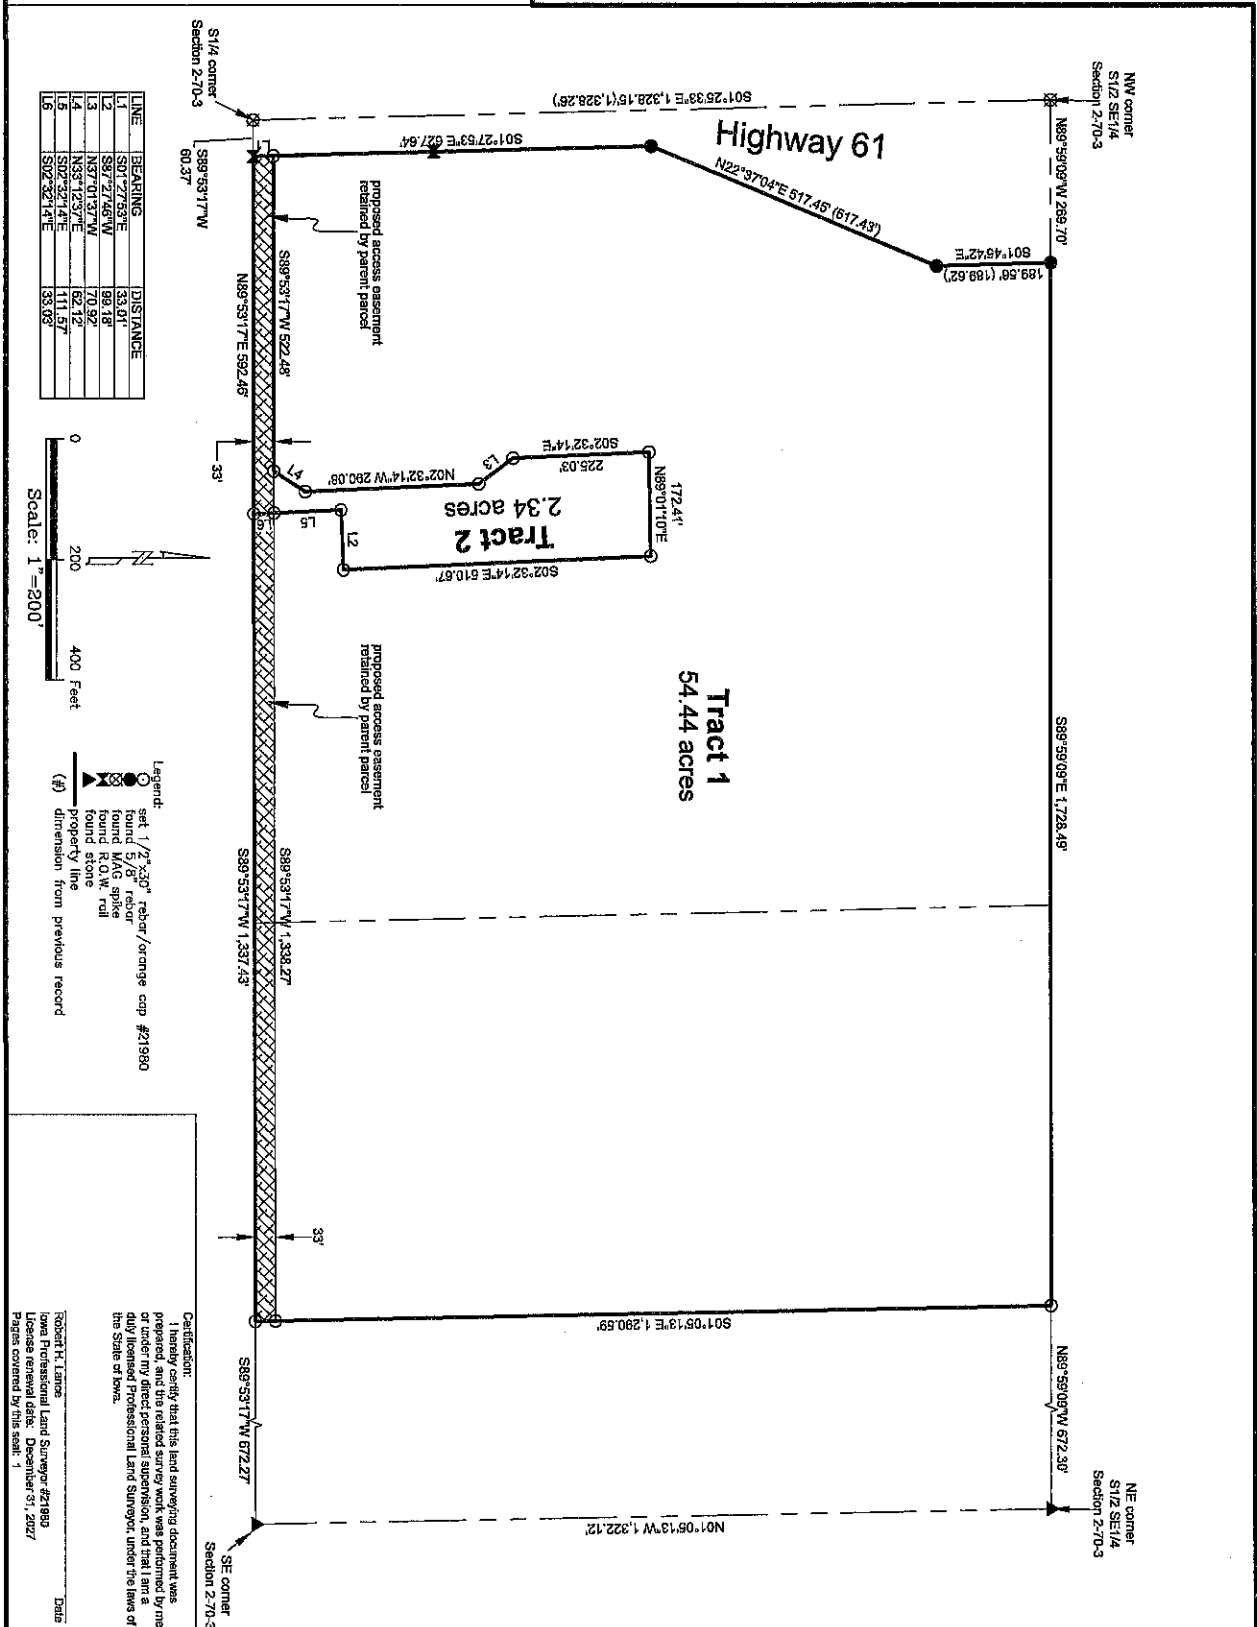 NW corner
S1/2 SE1/4
Section 2-70-3
N89°59'09"W 269.70'
S89°59'09"E 1,728.49'
N89°59'09"W 672.30'
NE corner
S1/2 SE1/4
Section 2-70-3
S01°25'33"E 1,328.15'(1,328.26')
Highway 61
S01°45'42"E
189.58' (189.62')
N22°37'04"E 517.45' (517.43')
S01°27'53"E 627.64'
Tract 1
54.44 acres
172.41'
N89°01'10"E
S02°32'14"E
225.03'
L3
N02°32'14"W 290.08'
L4
Tract 2
2.34 acres
S02°32'14"E 510.67'
L2
L5
L6
L1
proposed access easement
retained by parent parcel
proposed access easement
retained by parent parcel
S89°53'17"W 522.48'
N89°53'17"E 592.46'
33'
S89°53'17"W 1,338.27'
S89°53'17"W 1,337.43'
33'
S01°05'13"E 1,290.59'
N01°05'13"W 1,322.12'
S1/4 corner
Section 2-70-3
S89°53'17"W
60.37'
S89°53'17"W 672.27'
SE corner
Section 2-70-3
LINE BEARING DISTANCE
L1 S01°27'53"E 33.01'
L2 S87°27'46"W 99.18'
L3 N37°01'37"W 70.92'
L4 N33°12'37"E 62.12'
L5 S02°32'14"E 111.57'
L6 S02°32'14"E 33.03'
N
0 200 400 Feet
Scale: 1"=200'
Legend:
set 1/2"x30" rebar/orange cap #21980
found 5/8" rebar
found MAG spike
found R.O.W. rail
found stone
property line
(#) dimension from previous record
Certification:
I hereby certify that this land surveying document was
prepared, and the related survey work was performed by me
or under my direct personal supervision, and that I am a
duly licensed Professional Land Surveyor, under the laws of
the State of Iowa.
Robert H. Lance Date
Iowa Professional Land Surveyor #21980
License renewal date: December 31, 2027
Pages covered by this seal: 1